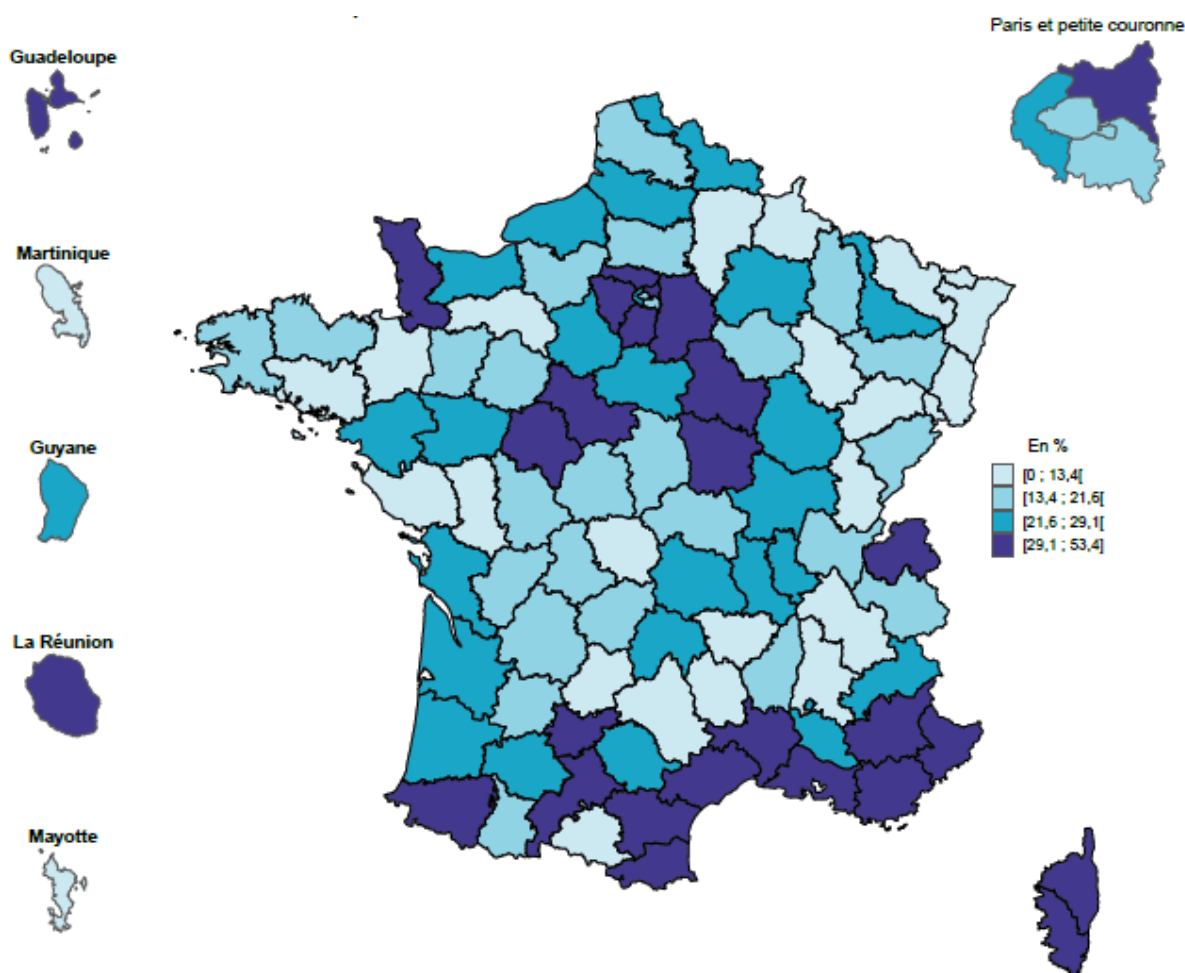 Paris et petite couronne
Guadeloupe
Martinique
Guyane
La Réunion
Mayotte
En %
[0 ; 13,4[
[13,4 ; 21,6[
[21,6 ; 29,1[
[29,1 ; 53,4]